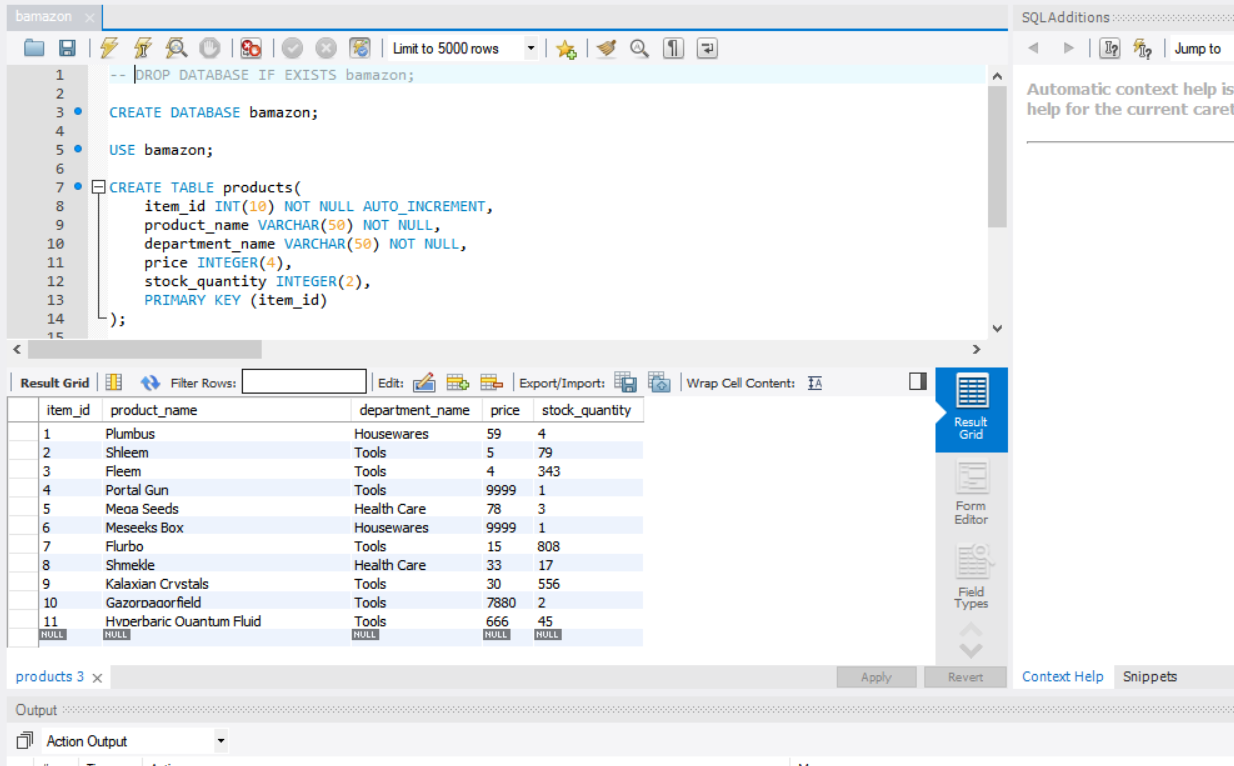 bamazon
SQLAdditions
Limit to 5000 rows
Jump to
1 -- DROP DATABASE IF EXISTS bamazon;
2
3 CREATE DATABASE bamazon;
4
5 USE bamazon;
6
7 CREATE TABLE products(
8 item_id INT(10) NOT NULL AUTO_INCREMENT,
9 product_name VARCHAR(50) NOT NULL,
10 department_name VARCHAR(50) NOT NULL,
11 price INTEGER(4),
12 stock_quantity INTEGER(2),
13 PRIMARY KEY (item_id)
14 );
15
Automatic context help is
help for the current caret
Result Grid Filter Rows: Edit: Export/Import: Wrap Cell Content:
item_id product_name department_name price stock_quantity
1 Plumbus Housewares 59 4
2 Shleem Tools 5 79
3 Fleem Tools 4 343
4 Portal Gun Tools 9999 1
5 Mega Seeds Health Care 78 3
6 Meseeks Box Housewares 9999 1
7 Flurbo Tools 15 808
8 Shmekle Health Care 33 17
9 Kalaxian Crystals Tools 30 556
10 Gazorpagorfield Tools 7880 2
11 Hyperbaric Quantum Fluid Tools 666 45
NULL NULL NULL NULL NULL
Result
Grid
Form
Editor
Field
Types
products 3
Apply
Revert
Context Help
Snippets
Output
Action Output